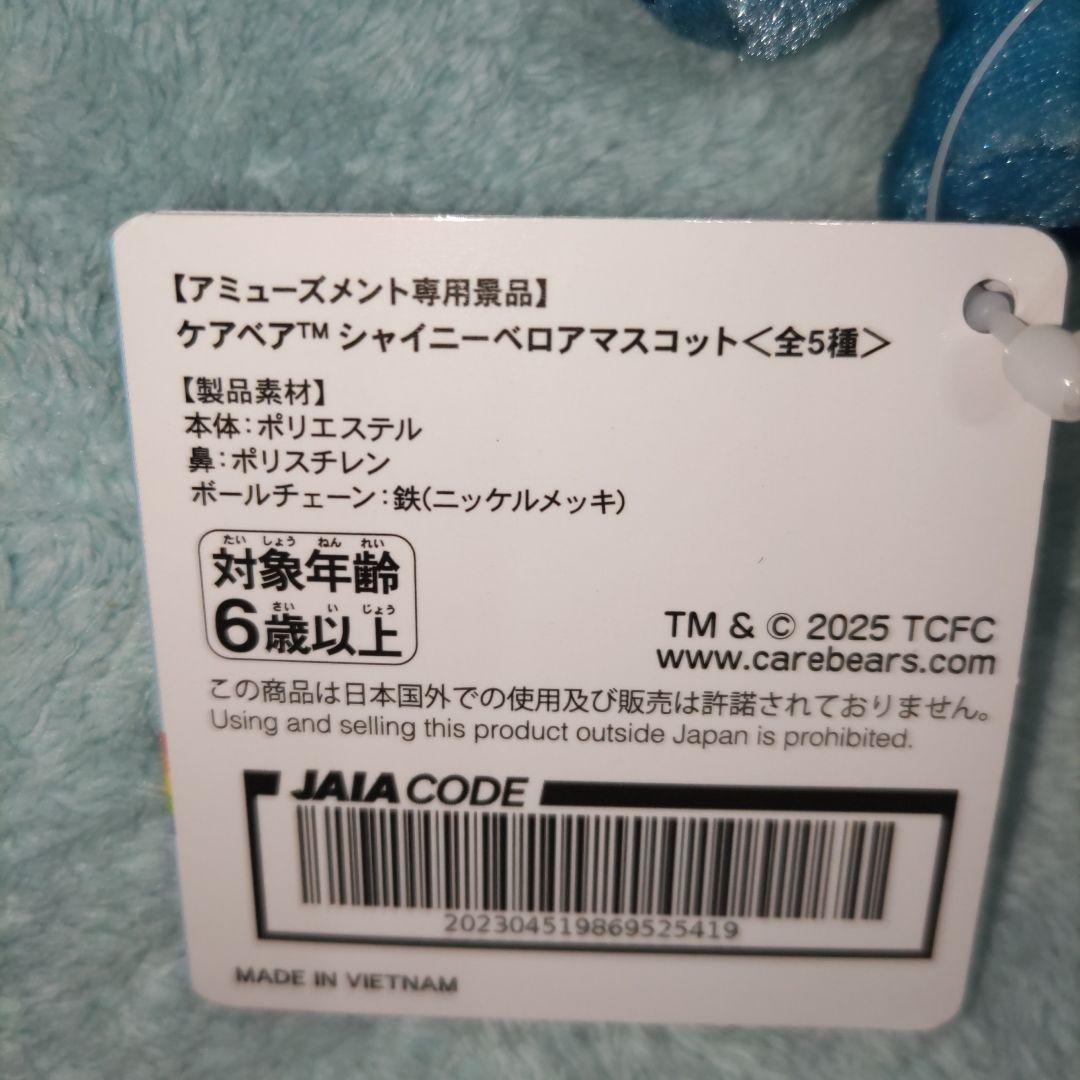 【アミューズメント専用景品】
ケアベア™ シャイニーベロアマスコット＜全5種＞
【製品素材】
本体：ポリエステル
鼻：ポリスチレン
ボールチェーン：鉄(ニッケルメッキ)
たい しょう ねん れい
対象年齢
さい い じょう
6歳以上
TM & © 2025 TCFC
www.carebears.com
この商品は日本国外での使用及び販売は許諾されておりません。
Using and selling this product outside Japan is prohibited.
JAIA CODE
202304519869525419
MADE IN VIETNAM